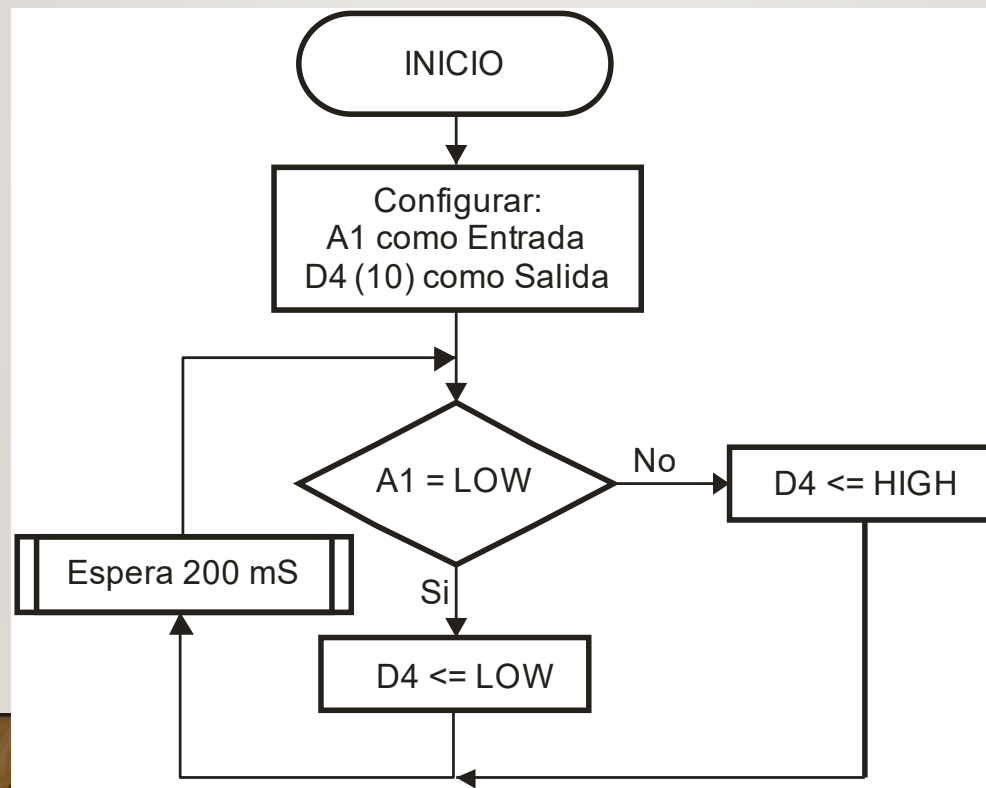 INICIO
Configurar:
A1 como Entrada
D4 (10) como Salida
A1 = LOW
No
D4 <= HIGH
Espera 200 mS
Si
D4 <= LOW